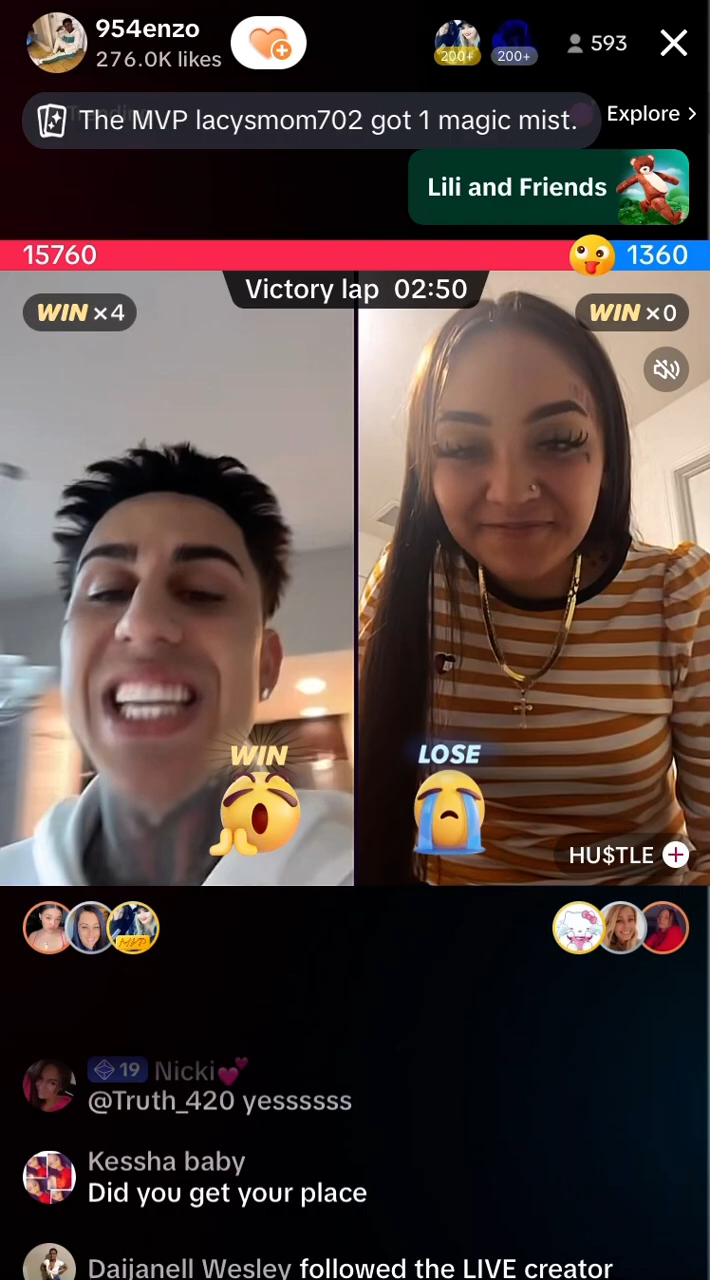 954enzo
276.0K likes
200+
200+
593
The MVP lacysmom702 got 1 magic mist.
Explore >
Lili and Friends
15760
1360
Victory lap 02:50
WIN ×4
WIN ×0
WIN
LOSE
HU$TLE
MVP
19 Nicki💕
@Truth_420 yessssss
Kessha baby
Did you get your place
Daijanell Wesley followed the LIVE creator